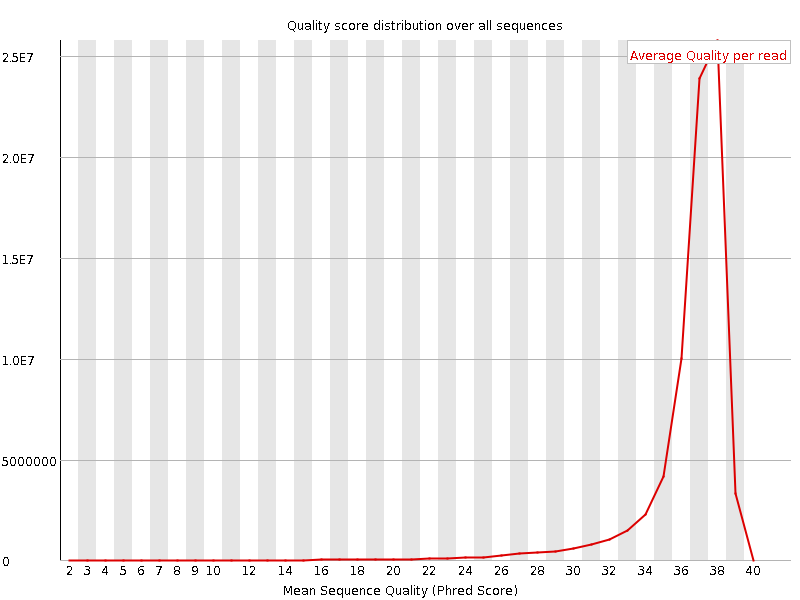 Quality score distribution over all sequences
Average Quality per read
2.5E7
2.0E7
1.5E7
1.0E7
5000000
0
2 3 4 5 6 7 8 9 10 12 14 16 18 20 22 24 26 28 30 32 34 36 38 40
Mean Sequence Quality (Phred Score)